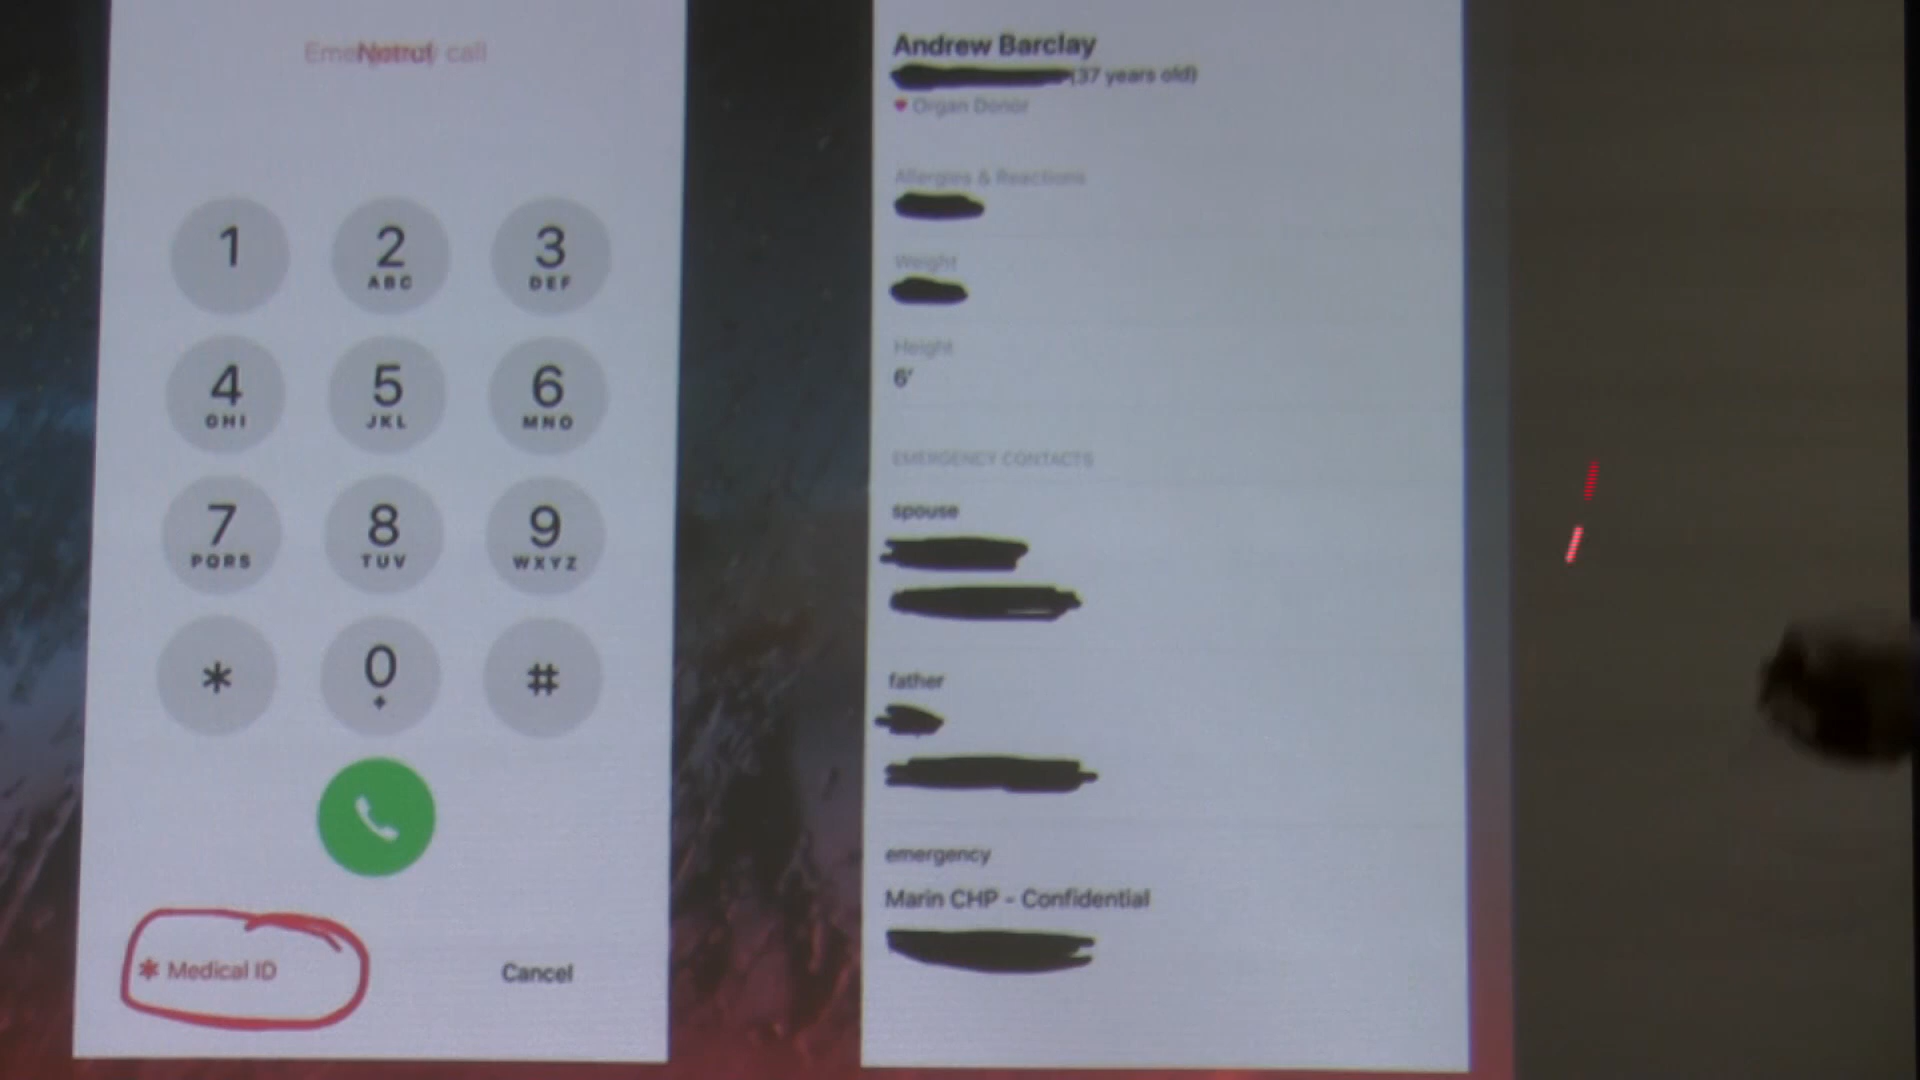 Emergency call
Notruf
1
2
ABC
3
DEF
4
GHI
5
JKL
6
MNO
7
PQRS
8
TUV
9
WXYZ
*
0
+
#
* Medical ID
Cancel
Andrew Barclay
(37 years old)
Organ Donor
Allergies & Reactions
Weight
Height
6'
EMERGENCY CONTACTS
spouse
father
emergency
Marin CHP - Confidential